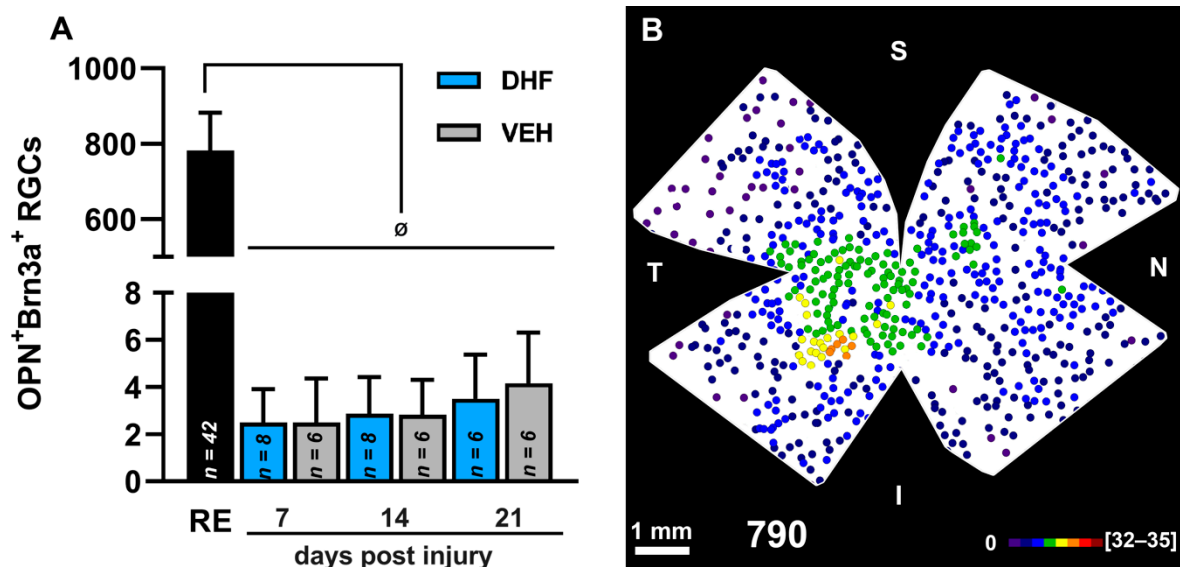 A
OPN+Brn3a+ RGCs
1000
800
600
8
6
4
2
0
DHF
VEH
ø
n = 42
n = 8
n = 6
n = 8
n = 6
n = 6
n = 6
RE
7 14 21
days post injury
B
S
T
N
I
1 mm
790
0 [32–35]